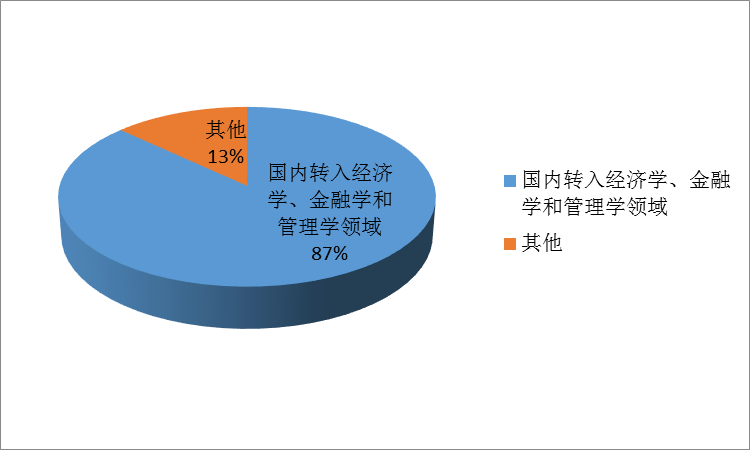 其他
13%
国内转入经济
学、金融学和
管理学领域
87%
国内转入经济学、金融
学和管理学领域
其他